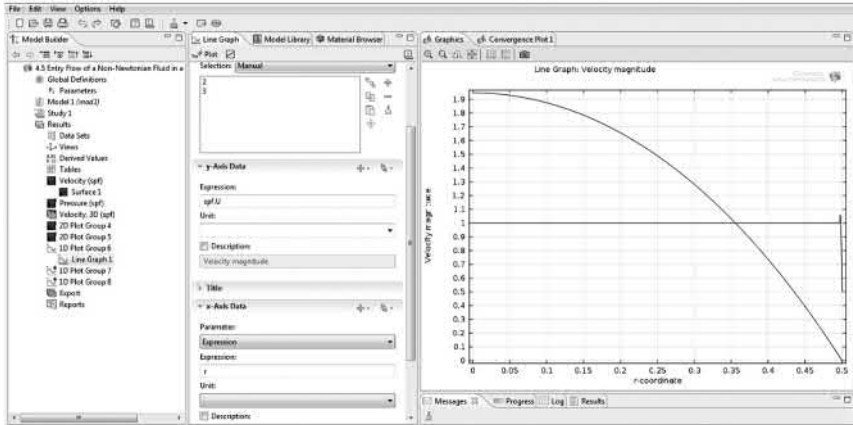 File Edit View Options Help
Model Builder
4.5 Entry Flow of a Non-Newtonian Fluid in a
Global Definitions
Parameters
Model 1 (mod1)
Study 1
Results
Data Sets
Views
Derived Values
Tables
Velocity (spf)
Surface 1
Pressure (spf)
Velocity, 3D (spf)
2D Plot Group 4
2D Plot Group 5
1D Plot Group 6
Line Graph 1
1D Plot Group 7
1D Plot Group 8
Export
Reports
Line Graph Model Library Material Browser
Plot
Selection: Manual
2
3
y-Axis Data
Expression:
spf.U
Unit:
Description:
Velocity magnitude
Title
x-Axis Data
Parameter:
Expression
Expression:
r
Unit:
Description:
Graphics Convergence Plot 1
Line Graph: Velocity magnitude
1.9
1.8
1.7
1.6
1.5
1.4
1.3
1.2
1.1
1
0.9
0.8
0.7
0.6
0.5
0.4
0.3
0.2
0.1
0
Velocity magnitude
0 0.05 0.1 0.15 0.2 0.25 0.3 0.35 0.4 0.45 0.5
r-coordinate
Messages Progress Log Results